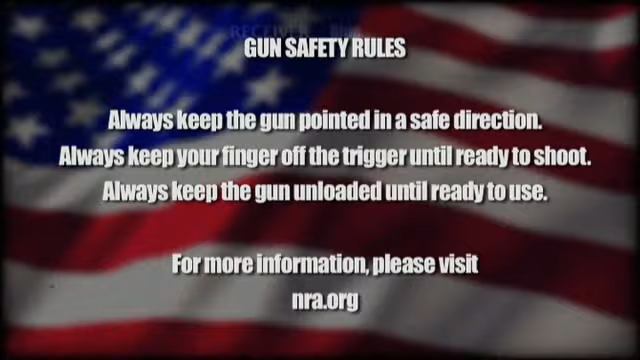 GUN SAFETY RULES
Always keep the gun pointed in a safe direction.
Always keep your finger off the trigger until ready to shoot.
Always keep the gun unloaded until ready to use.
For more information, please visit
nra.org